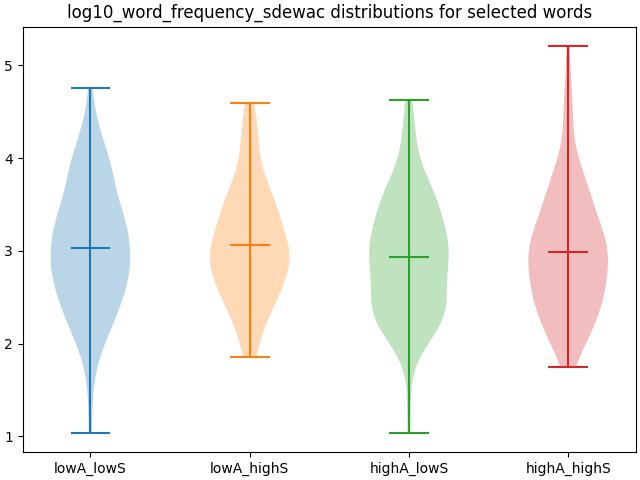 log10_word_frequency_sdewac distributions for selected words
5
4
3
2
1
lowA_lowS
lowA_highS
highA_lowS
highA_highS